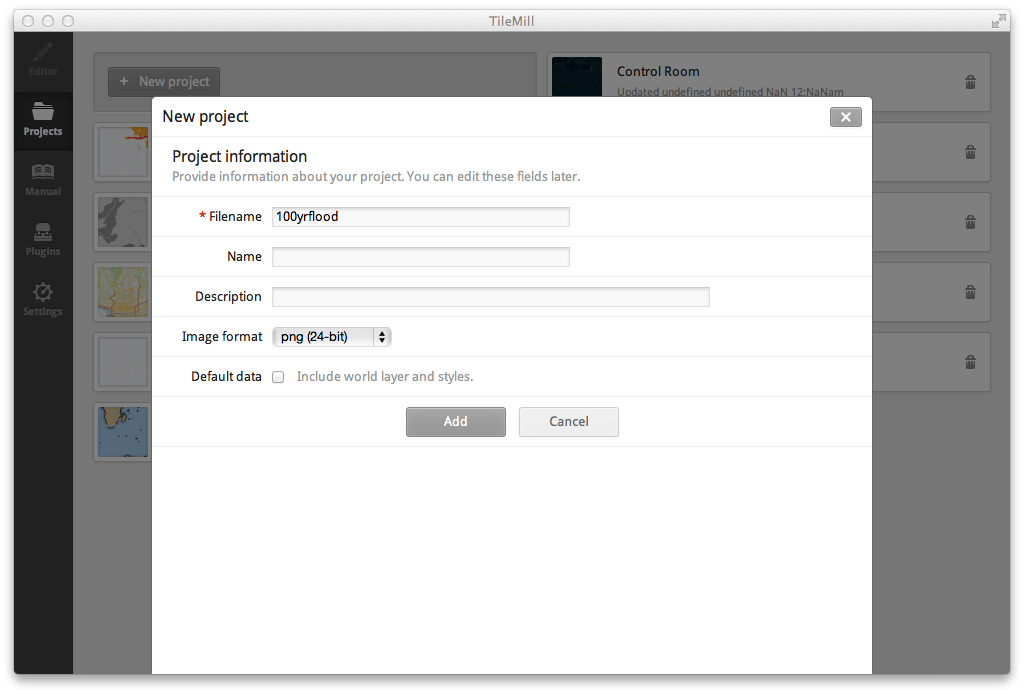 TileMill
Editor
Projects
Manual
Plugins
Settings
+ New project
Control Room
Updated undefined undefined NaN 12:NaNam
New project
Project information
Provide information about your project. You can edit these fields later.
* Filename 100yrflood
Name
Description
Image format png (24-bit)
Default data Include world layer and styles.
Add Cancel